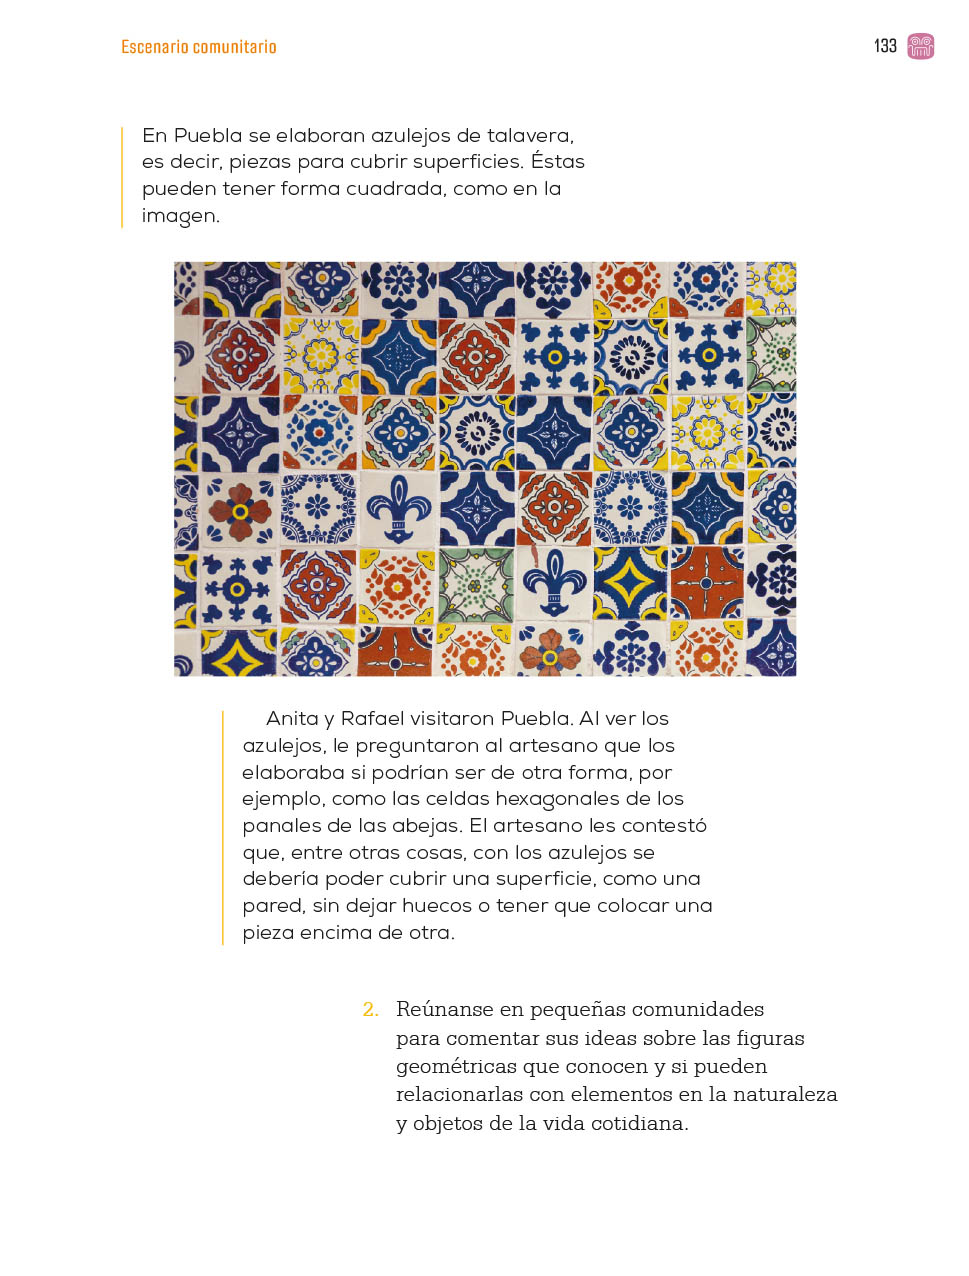 Escenario comunitario
133
En Puebla se elaboran azulejos de talavera,
es decir, piezas para cubrir superficies. Éstas
pueden tener forma cuadrada, como en la
imagen.
Anita y Rafael visitaron Puebla. Al ver los
azulejos, le preguntaron al artesano que los
elaboraba si podrían ser de otra forma, por
ejemplo, como las celdas hexagonales de los
panales de las abejas. El artesano les contestó
que, entre otras cosas, con los azulejos se
debería poder cubrir una superficie, como una
pared, sin dejar huecos o tener que colocar una
pieza encima de otra.
2. Reúnanse en pequeñas comunidades
para comentar sus ideas sobre las figuras
geométricas que conocen y si pueden
relacionarlas con elementos en la naturaleza
y objetos de la vida cotidiana.